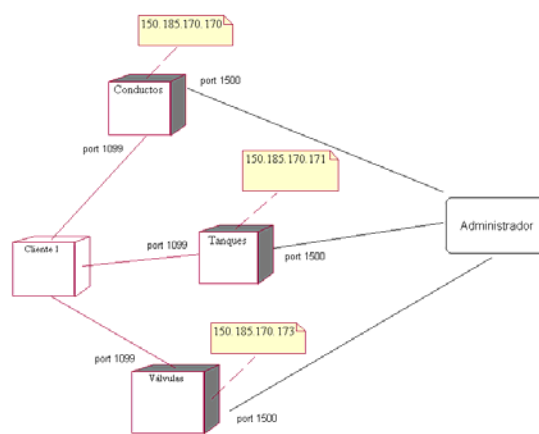 150.185.170.170
Conductos
port 1500
port 1099
150.185.170.171
Cliente 1
port 1099
Tanques
port 1500
Administrador
150.185.170.173
port 1099
Válvulas
port 1500